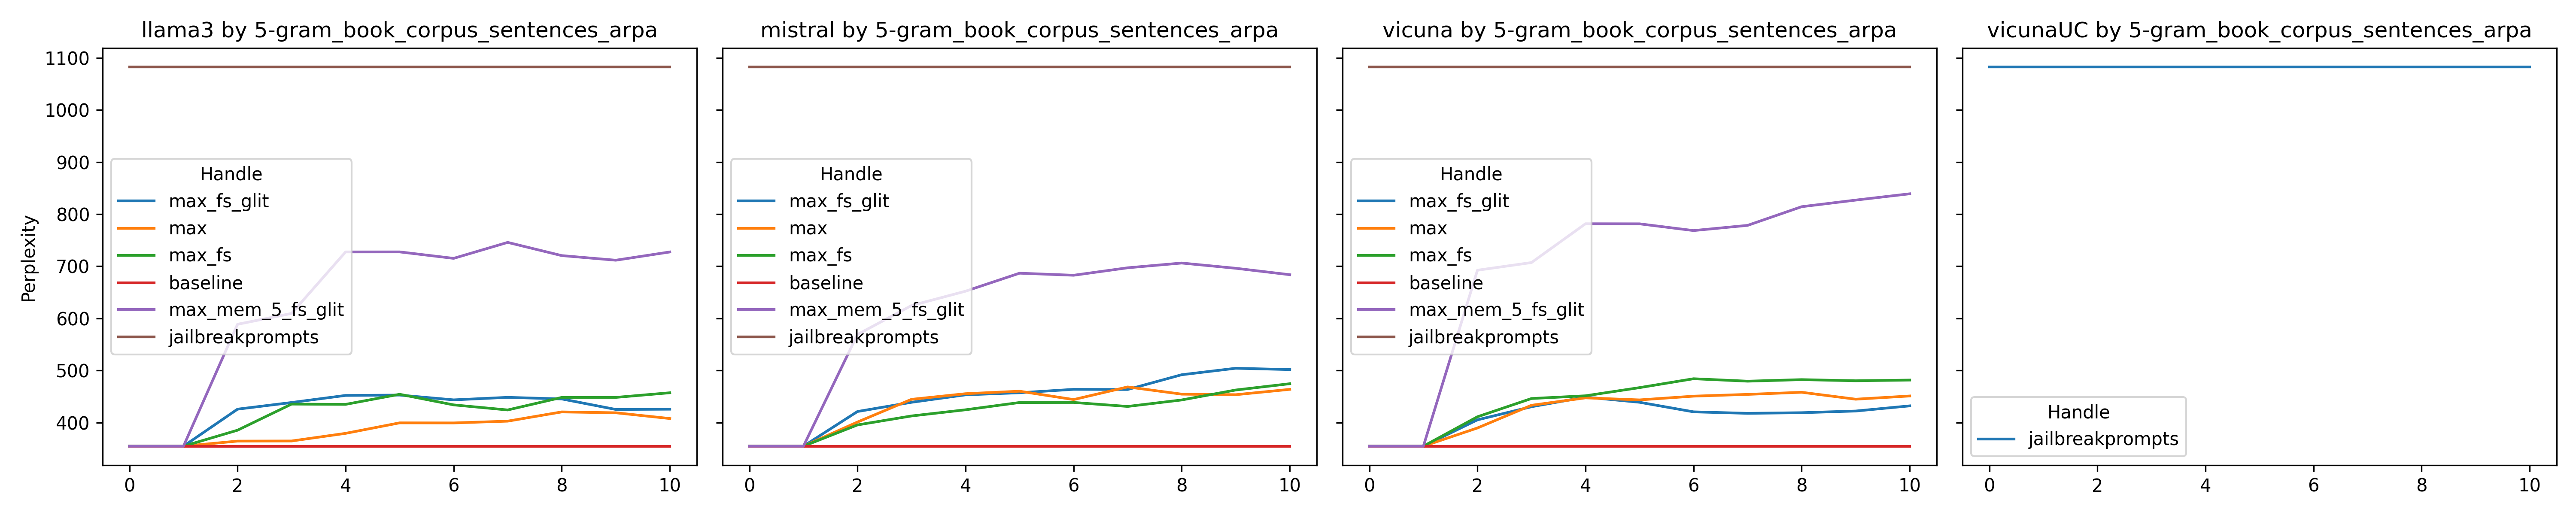 llama3 by 5-gram_book_corpus_sentences_arpa
Perplexity
1100
1000
900
800
700
600
500
400
Handle
max_fs_glit
max
max_fs
baseline
max_mem_5_fs_glit
jailbreakprompts
0 2 4 6 8 10
mistral by 5-gram_book_corpus_sentences_arpa
Handle
max_fs_glit
max
max_fs
baseline
max_mem_5_fs_glit
jailbreakprompts
0 2 4 6 8 10
vicuna by 5-gram_book_corpus_sentences_arpa
Handle
max_fs_glit
max
max_fs
baseline
max_mem_5_fs_glit
jailbreakprompts
0 2 4 6 8 10
vicunaUC by 5-gram_book_corpus_sentences_arpa
Handle
jailbreakprompts
0 2 4 6 8 10